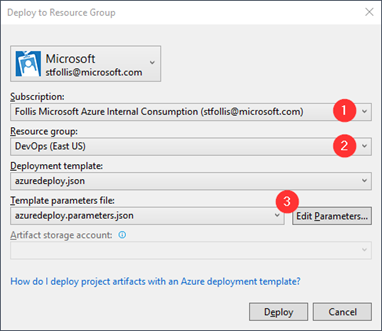 Deploy to Resource Group
Microsoft
stfollis@microsoft.com
Subscription:
Follis Microsoft Azure Internal Consumption (stfollis@microsoft.com)
1
Resource group:
DevOps (East US)
2
Deployment template:
azuredeploy.json
Template parameters file:
3
azuredeploy.parameters.json
Edit Parameters...
Artifact storage account:
How do I deploy project artifacts with an Azure deployment template?
Deploy
Cancel